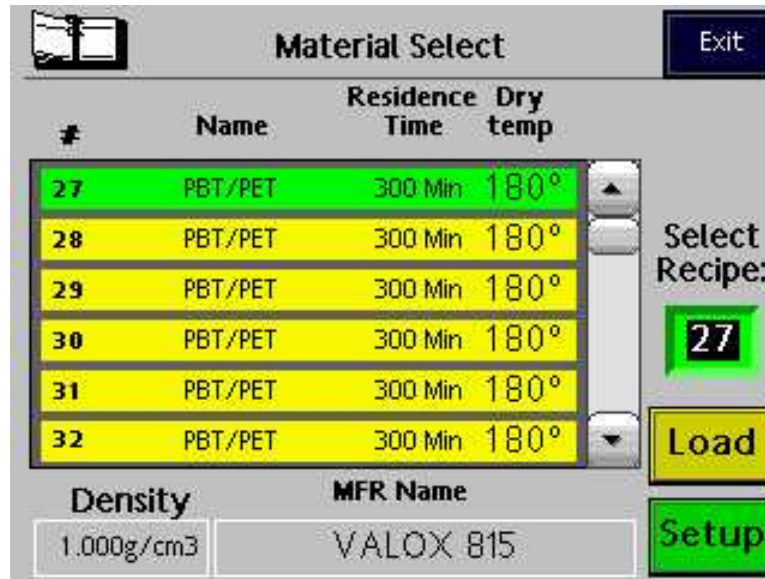 Material Select
Exit
# Name Residence Time Dry temp
27 PBT/PET 300 Min 180°
28 PBT/PET 300 Min 180°
29 PBT/PET 300 Min 180°
30 PBT/PET 300 Min 180°
31 PBT/PET 300 Min 180°
32 PBT/PET 300 Min 180°
Select
Recipe:
27
Load
Setup
Density
1.000g/cm3
MFR Name
VALOX 815